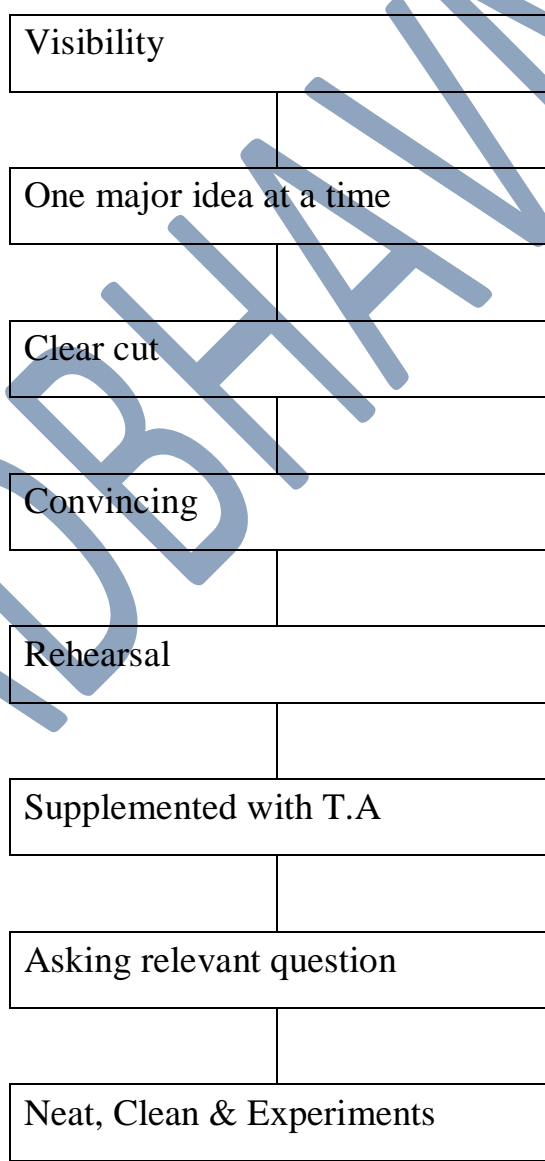 Visibility
One major idea at a time
Clear cut
Convincing
Rehearsal
Supplemented with T.A
Asking relevant question
Neat, Clean & Experiments